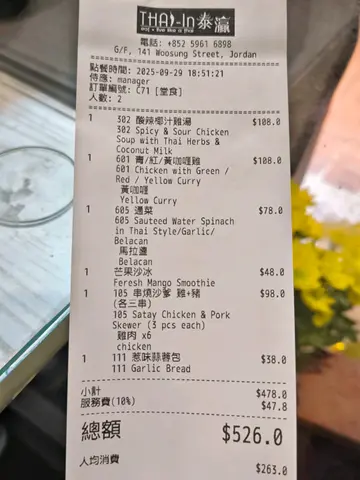 THAI-In 泰瀛
電話: +852 5961 6898
G/F, 141 Woosung Street, Jordan
點餐時間: 2025-09-29 18:51:21
侍應: manager
訂單編號: C71 [堂食]
人數: 2
1 302 酸辣椰汁雞湯 $108.0
302 Spicy & Sour Chicken
Soup with Thai Herbs &
Coconut Milk
1 601 青/紅/黃咖喱雞 $108.0
601 Chicken with Green /
Red / Yellow Curry
黃咖喱
Yellow Curry
1 605 通菜 $78.0
605 Sauteed Water Spinach
in Thai Style/Garlic/
Belacan
馬拉盞
Belacan
1 芒果沙冰 $48.0
Feresh Mango Smoothie
1 105 串燒沙爹 雞+豬 $98.0
(各三串)
105 Satay Chicken & Pork
Skewer (3 pcs each)
雞肉 x6
chicken
1 111 惹味蒜蓉包 $38.0
111 Garlic Bread
小計 $478.0
服務費(10%) $47.8
總額 $526.0
人均消費 $263.0